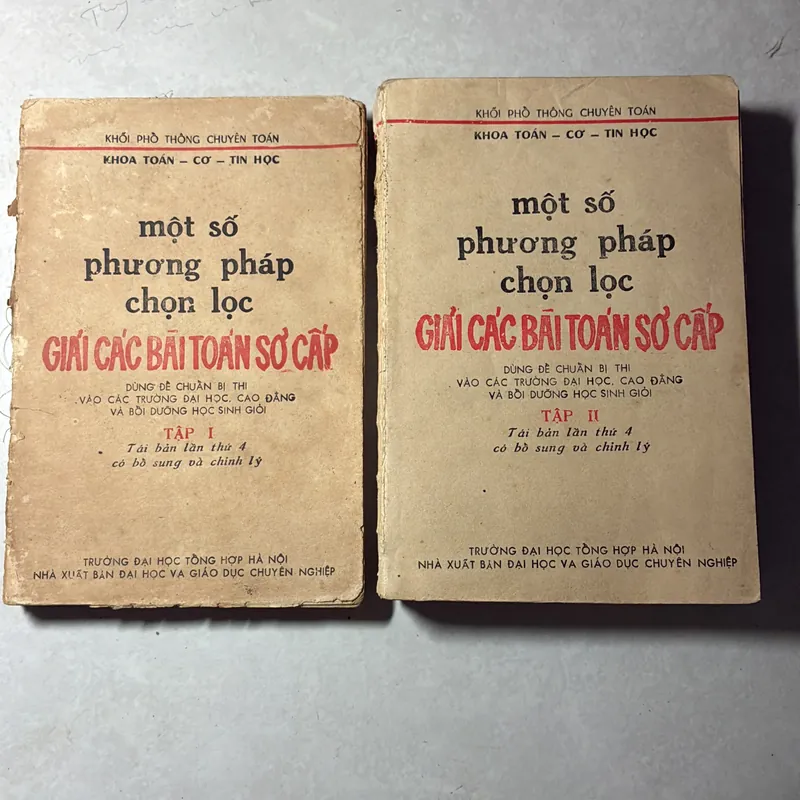 KHỐI PHỔ THÔNG CHUYÊN TOÁN
KHOA TOÁN – CƠ – TIN HỌC
một số
phương pháp
chọn lọc
GIẢI CÁC BÀI TOÁN SƠ CẤP
DÙNG ĐỂ CHUẨN BỊ THI
VÀO CÁC TRƯỜNG ĐẠI HỌC, CAO ĐẲNG
VÀ BỒI DƯỠNG HỌC SINH GIỎI
TẬP I
Tái bản lần thứ 4
có bổ sung và chỉnh lý
TRƯỜNG ĐẠI HỌC TỔNG HỢP HÀ NỘI
NHÀ XUẤT BẢN ĐẠI HỌC VA GIÁO DỤC CHUYÊN NGHIỆP
KHỐI PHỔ THÔNG CHUYÊN TOÁN
KHOA TOÁN – CƠ – TIN HỌC
một số
phương pháp
chọn lọc
GIẢI CÁC BÀI TOÁN SƠ CẤP
DÙNG ĐỂ CHUẨN BỊ THI
VÀO CÁC TRƯỜNG ĐẠI HỌC, CAO ĐẲNG
VÀ BỒI DƯỠNG HỌC SINH GIỎI
TẬP II
Tái bản lần thứ 4
có bổ sung và chỉnh lý
TRƯỜNG ĐẠI HỌC TỔNG HỢP HÀ NỘI
NHÀ XUẤT BẢN ĐẠI HỌC VA GIÁO DỤC CHUYÊN NGHIỆP